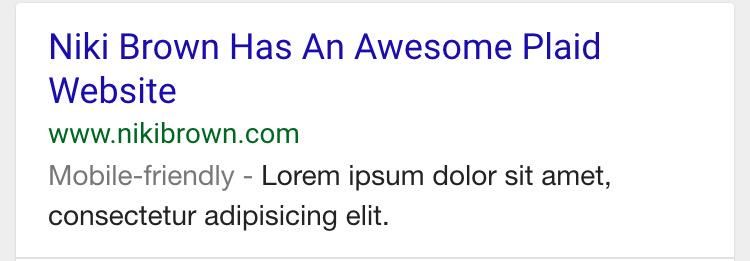 Niki Brown Has An Awesome Plaid
Website
www.nikibrown.com
Mobile-friendly - Lorem ipsum dolor sit amet,
consectetur adipisicing elit.